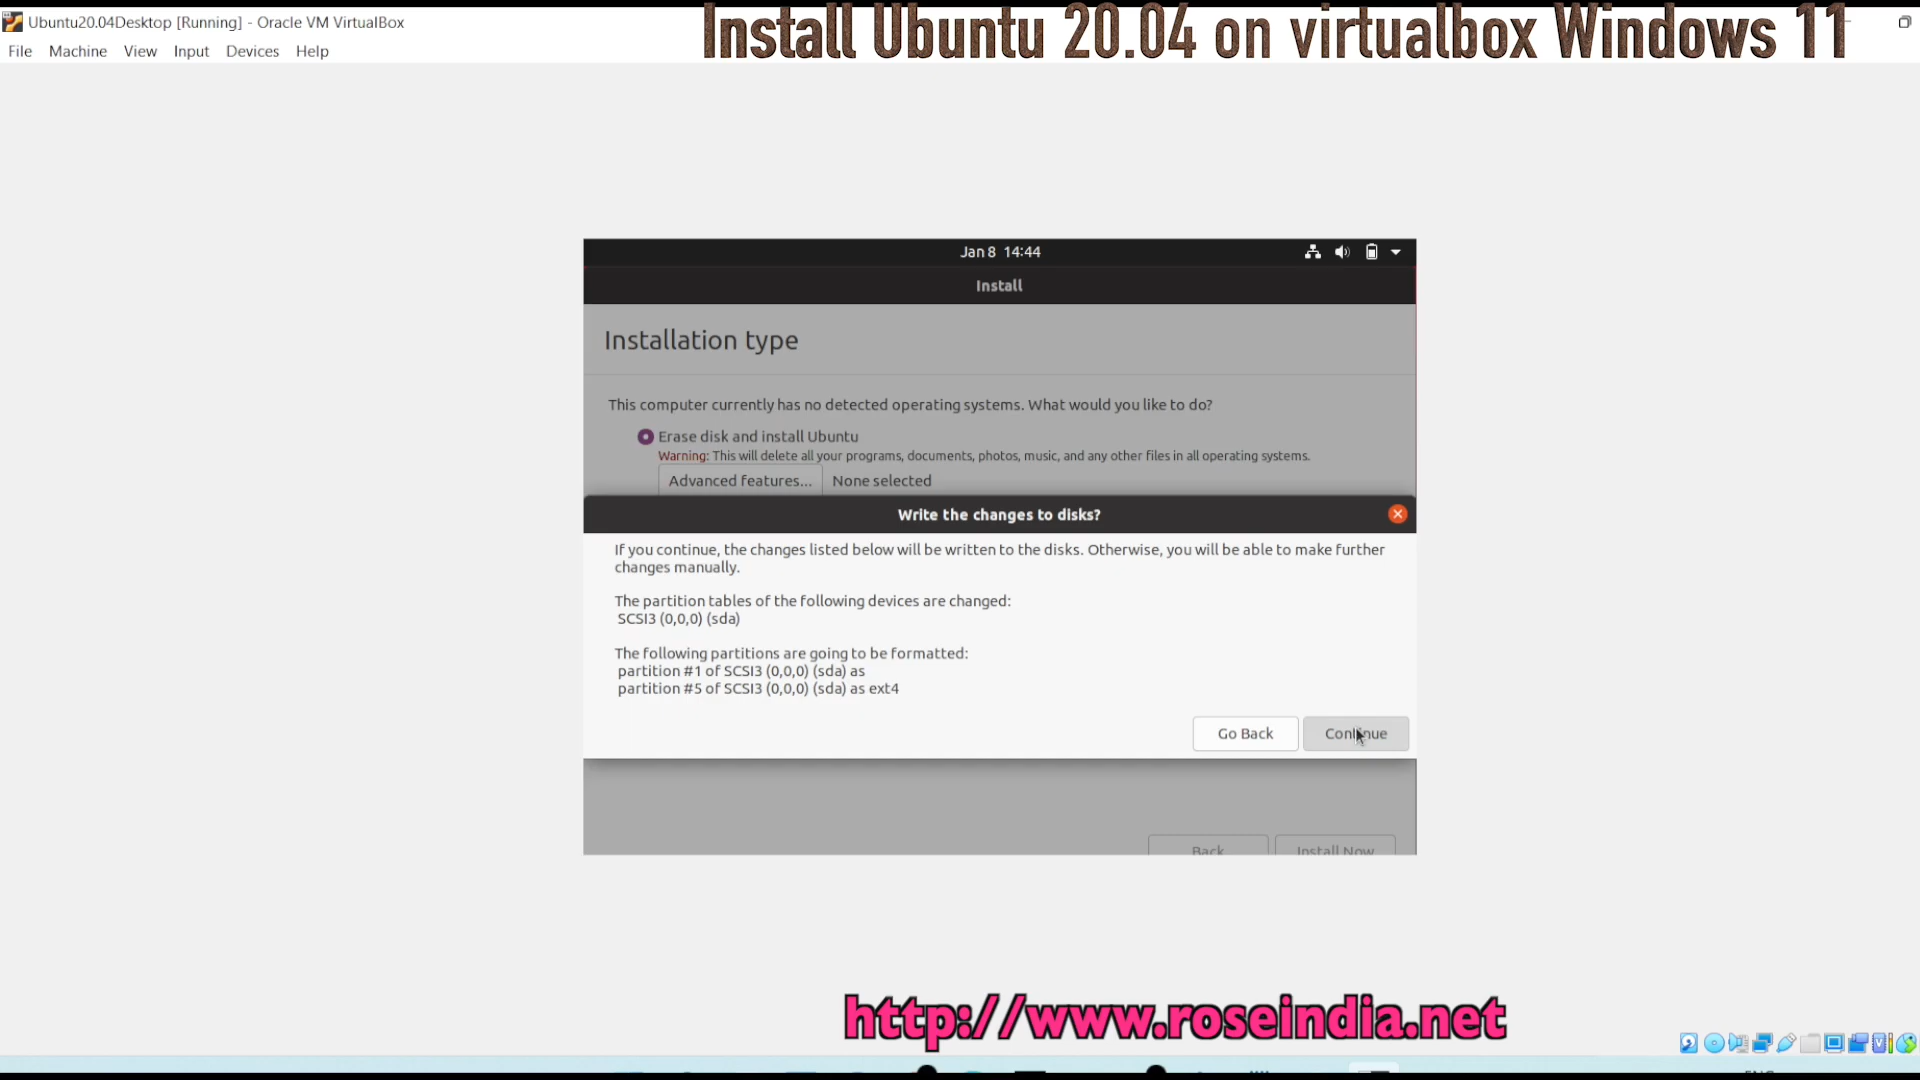 Ubuntu20.04Desktop [Running] - Oracle VM VirtualBox
Install Ubuntu 20.04 on virtualbox Windows 11
File Machine View Input Devices Help
Jan 8 14:44
Install
Installation type
This computer currently has no detected operating systems. What would you like to do?
Erase disk and install Ubuntu
Warning: This will delete all your programs, documents, photos, music, and any other files in all operating systems.
Advanced features... None selected
Write the changes to disks?
If you continue, the changes listed below will be written to the disks. Otherwise, you will be able to make further
changes manually.
The partition tables of the following devices are changed:
SCSI3 (0,0,0) (sda)
The following partitions are going to be formatted:
partition #1 of SCSI3 (0,0,0) (sda) as
partition #5 of SCSI3 (0,0,0) (sda) as ext4
Go Back Continue
Back Install Now
http://www.roseindia.net